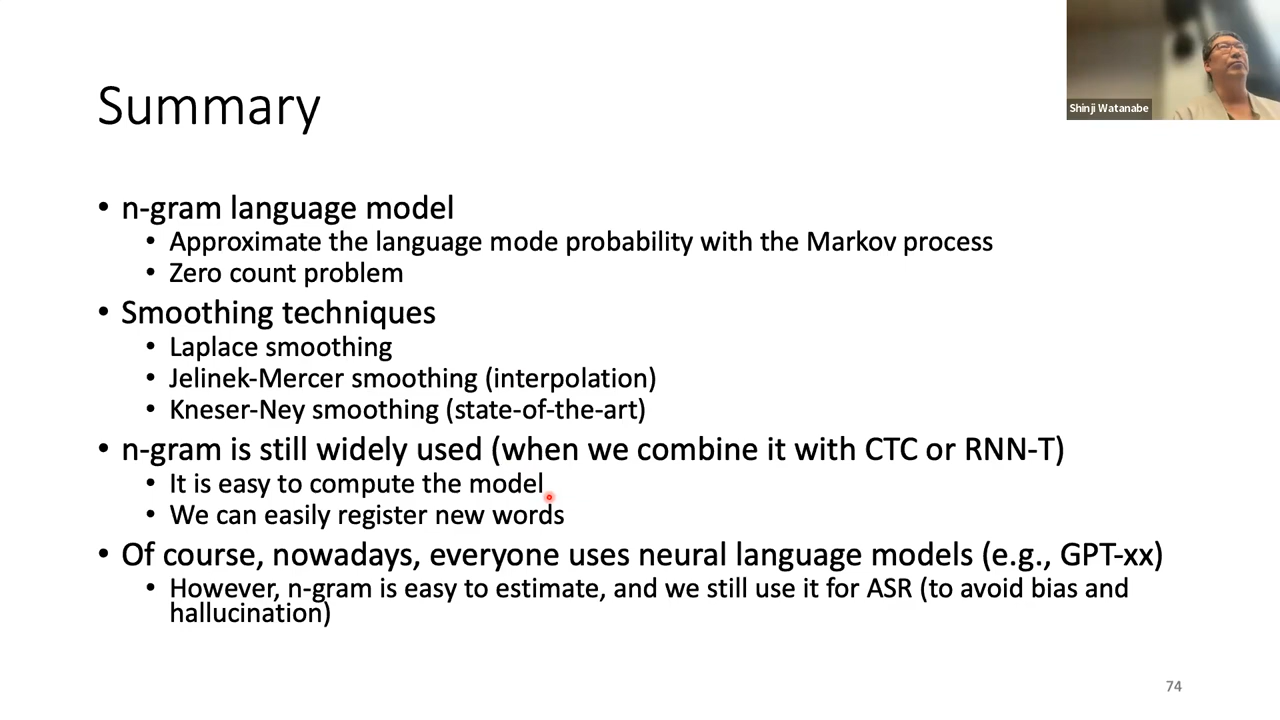 Shinji Watanabe
Summary
• n-gram language model
• Approximate the language mode probability with the Markov process
• Zero count problem
• Smoothing techniques
• Laplace smoothing
• Jelinek-Mercer smoothing (interpolation)
• Kneser-Ney smoothing (state-of-the-art)
• n-gram is still widely used (when we combine it with CTC or RNN-T)
• It is easy to compute the model
• We can easily register new words
• Of course, nowadays, everyone uses neural language models (e.g., GPT-xx)
• However, n-gram is easy to estimate, and we still use it for ASR (to avoid bias and
hallucination)
74